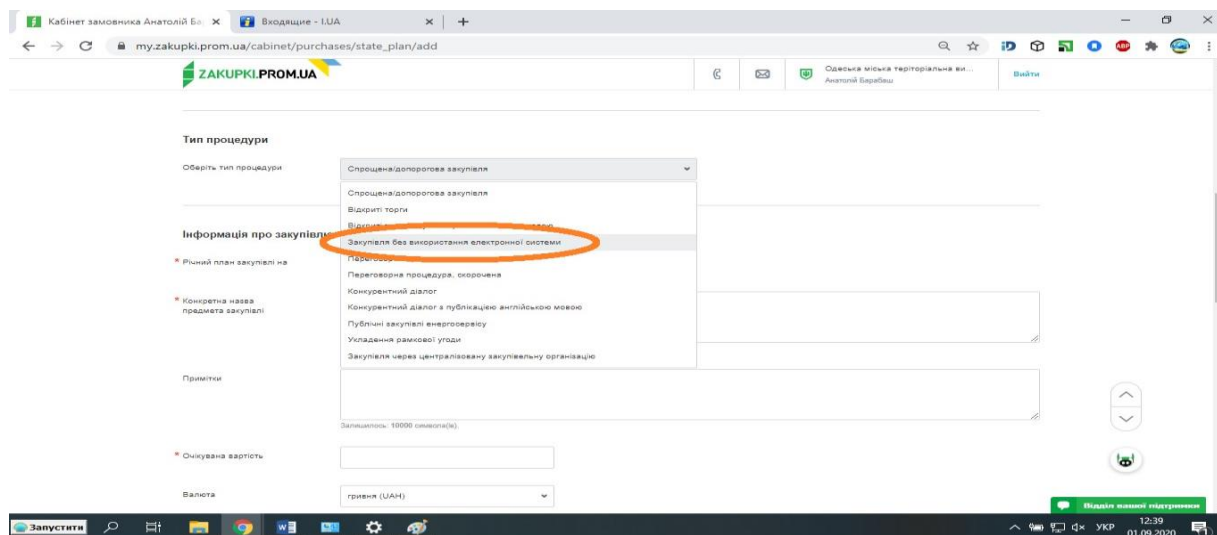 Кабінет замовника Анатолій Ба
Входящие - I.UA
my.zakupki.prom.ua/cabinet/purchases/state_plan/add
ZAKUPKI.PROM.UA
Одеська міська територіальна ви...
Анатолій Барабаш
Вийти
Тип процедури
Оберіть тип процедури
Спрощена/допорогова закупівля
Спрощена/допорогова закупівля
Відкриті торги
Закупівля без використання електронної системи
Переговорна процедура, скорочена
Конкурентний діалог
Конкурентний діалог з публікацією англійською мовою
Публічні закупівлі енергосервісу
Укладення рамкової угоди
Закупівля через централізовану закупівельну організацію
Інформація про закупівлю
* Річний план закупівлі на
* Конкретна назва
предмета закупівлі
Примітки
Залишилось: 10000 символа(ів).
* Очікувана вартість
Валюта
гривня (UAH)
Відділ вашої підтримки
Запустити
УКР
12:39
01.09.2020